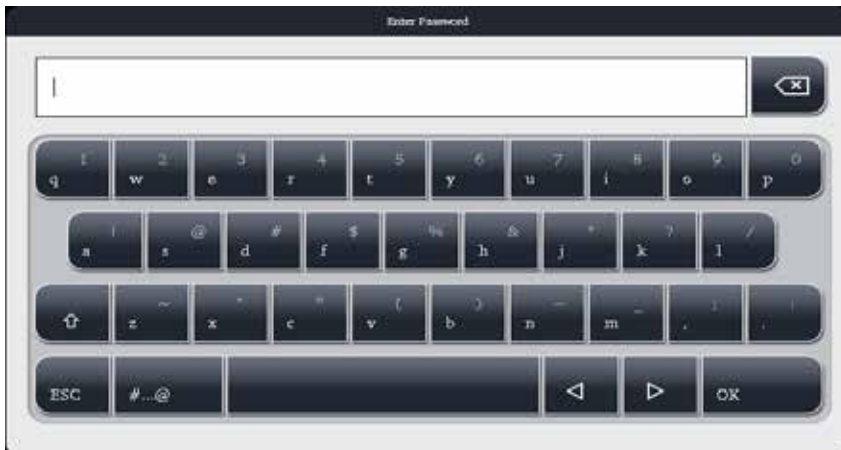 Enter Password
1 2 3 4 5 6 7 8 9 0
q w e r t y u i o p
! @ # $ % & * ? /
a s d f g h j k l
~ ( ) _
z x c v b n m , .
ESC #...@ OK